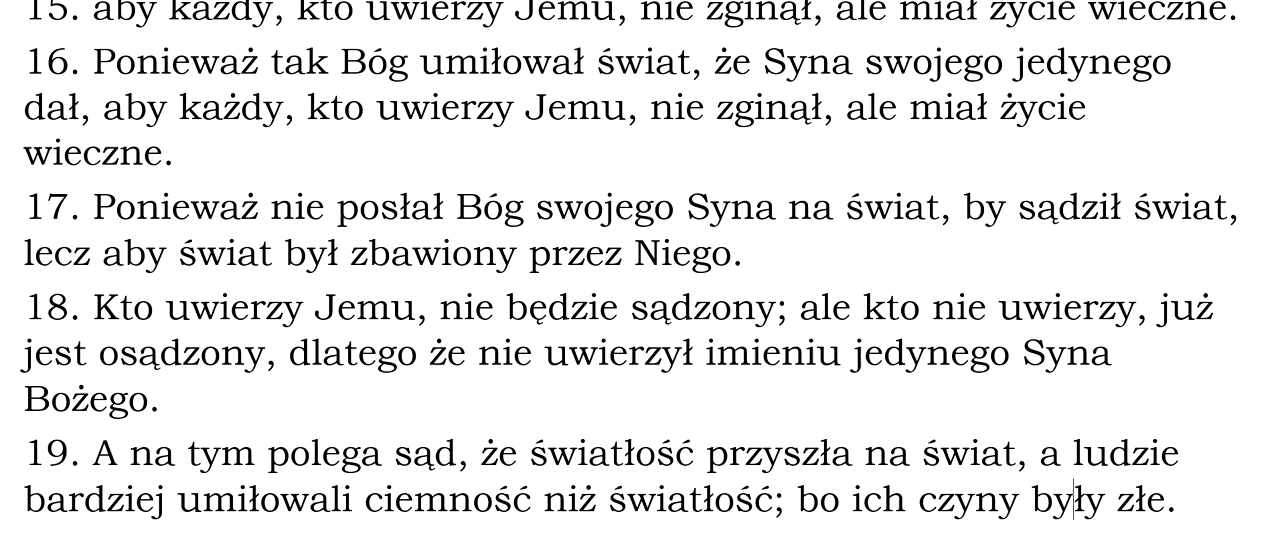 15. aby każdy, kto uwierzy Jemu, nie zginął, ale miał życie wieczne.
16. Ponieważ tak Bóg umiłował świat, że Syna swojego jedynego
dał, aby każdy, kto uwierzy Jemu, nie zginął, ale miał życie
wieczne.
17. Ponieważ nie posłał Bóg swojego Syna na świat, by sądził świat,
lecz aby świat był zbawiony przez Niego.
18. Kto uwierzy Jemu, nie będzie sądzony; ale kto nie uwierzy, już
jest osądzony, dlatego że nie uwierzył imieniu jedynego Syna
Bożego.
19. A na tym polega sąd, że światłość przyszła na świat, a ludzie
bardziej umiłowali ciemność niż światłość; bo ich czyny były złe.